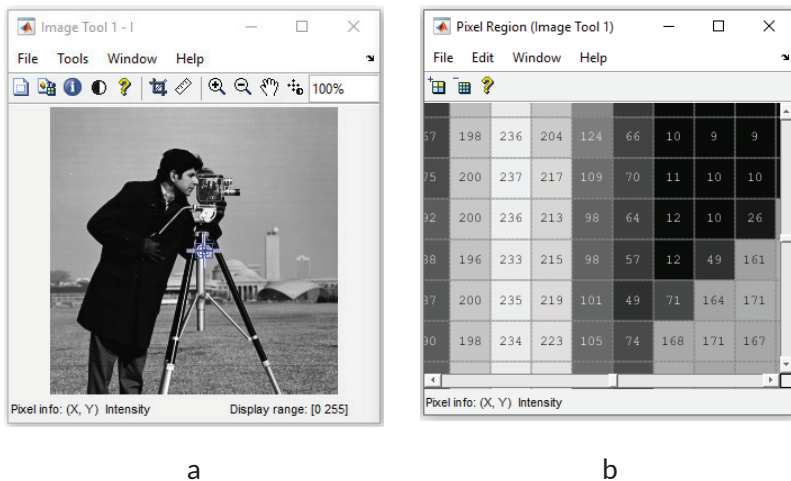 Image Tool 1 - I
File Tools Window Help
100%
Pixel info: (X, Y) Intensity Display range: [0 255]
a
Pixel Region (Image Tool 1)
File Edit Window Help
198 236 204 124 66 10 9 9
200 237 217 109 70 11 10 10
200 236 213 98 64 12 10 26
196 233 215 98 57 12 49 161
200 235 219 101 49 71 164 171
198 234 223 105 74 168 171 167
Pixel info: (X, Y) Intensity
b